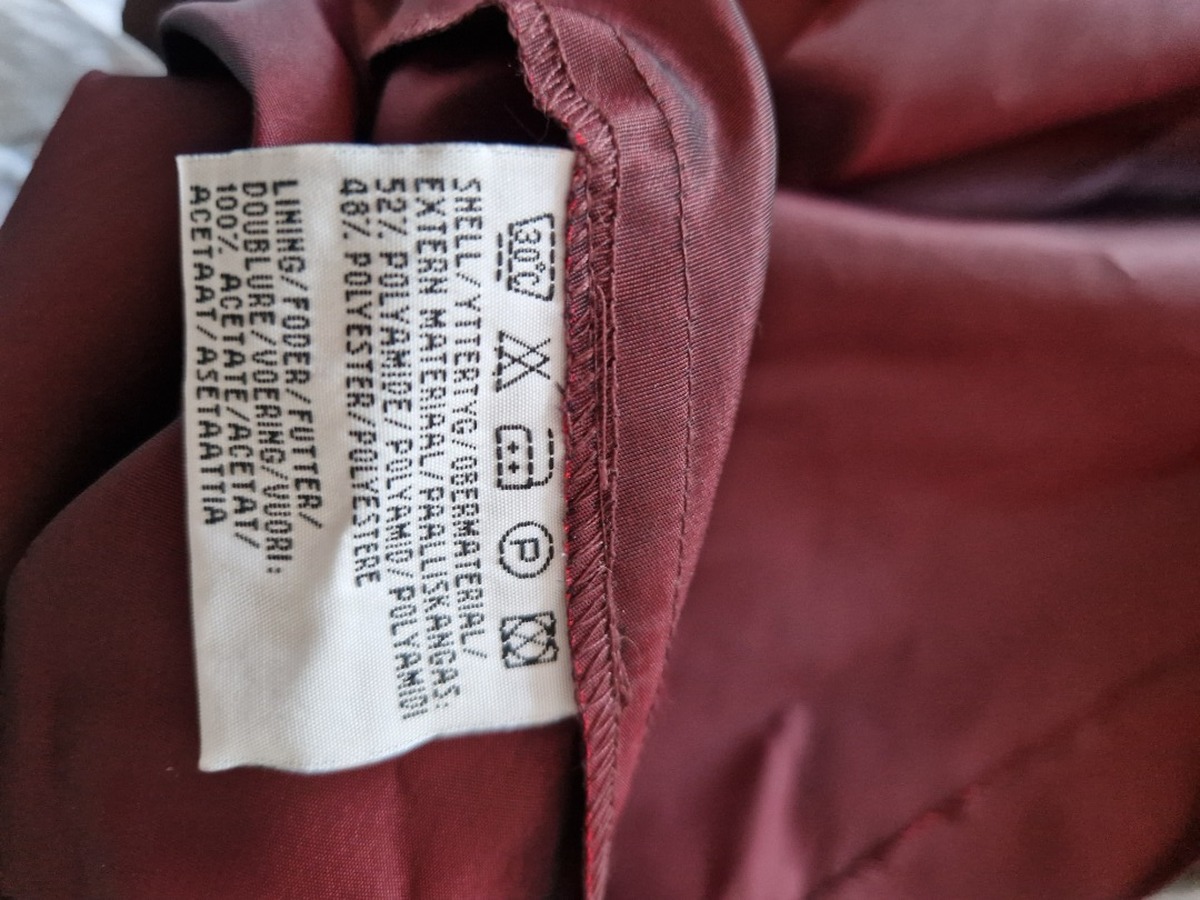 30°C
P
SHELL/YTTERTYG/OBERMATERIAL/
EXTERN MATERIAAL/PAALLISKANGAS:
52% POLYAMIDE/POLYAMID/POLYAMIDI
48% POLYESTER/POLYESTERE
LINING/FODER/FUTTER/
DOUBLURE/VOERING/VUORI:
100% ACETATE/ACETAT/
ACETAAT/ASETAATTIA